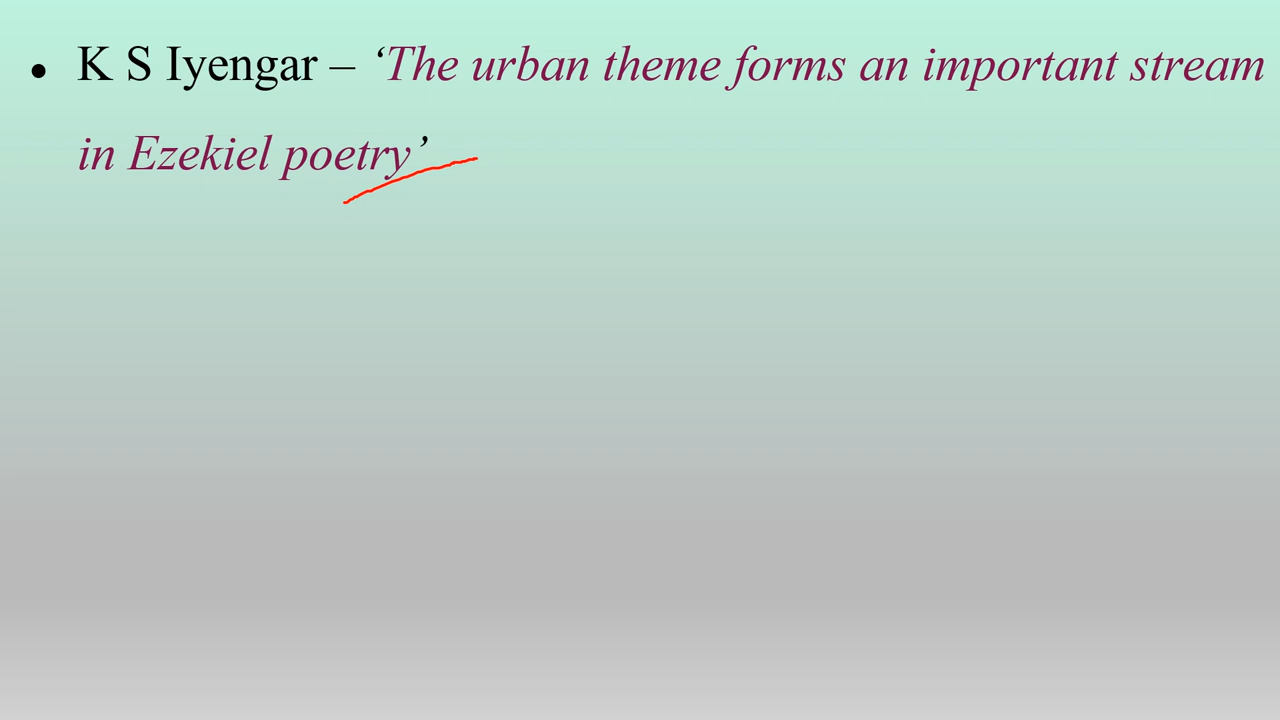 • K S Iyengar – ‘The urban theme forms an important stream
in Ezekiel poetry’